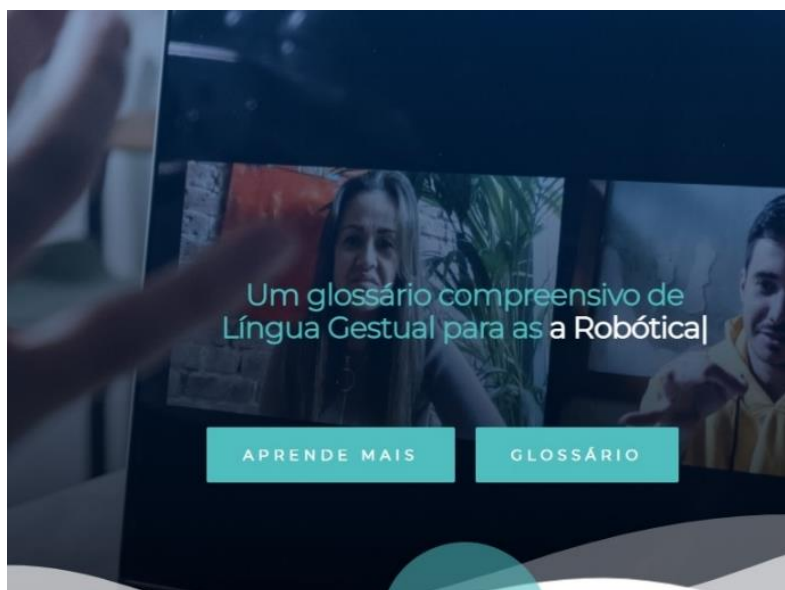 Um glossário compreensivo de
Língua Gestual para as a Robótica|
APRENDE MAIS
GLOSSÁRIO